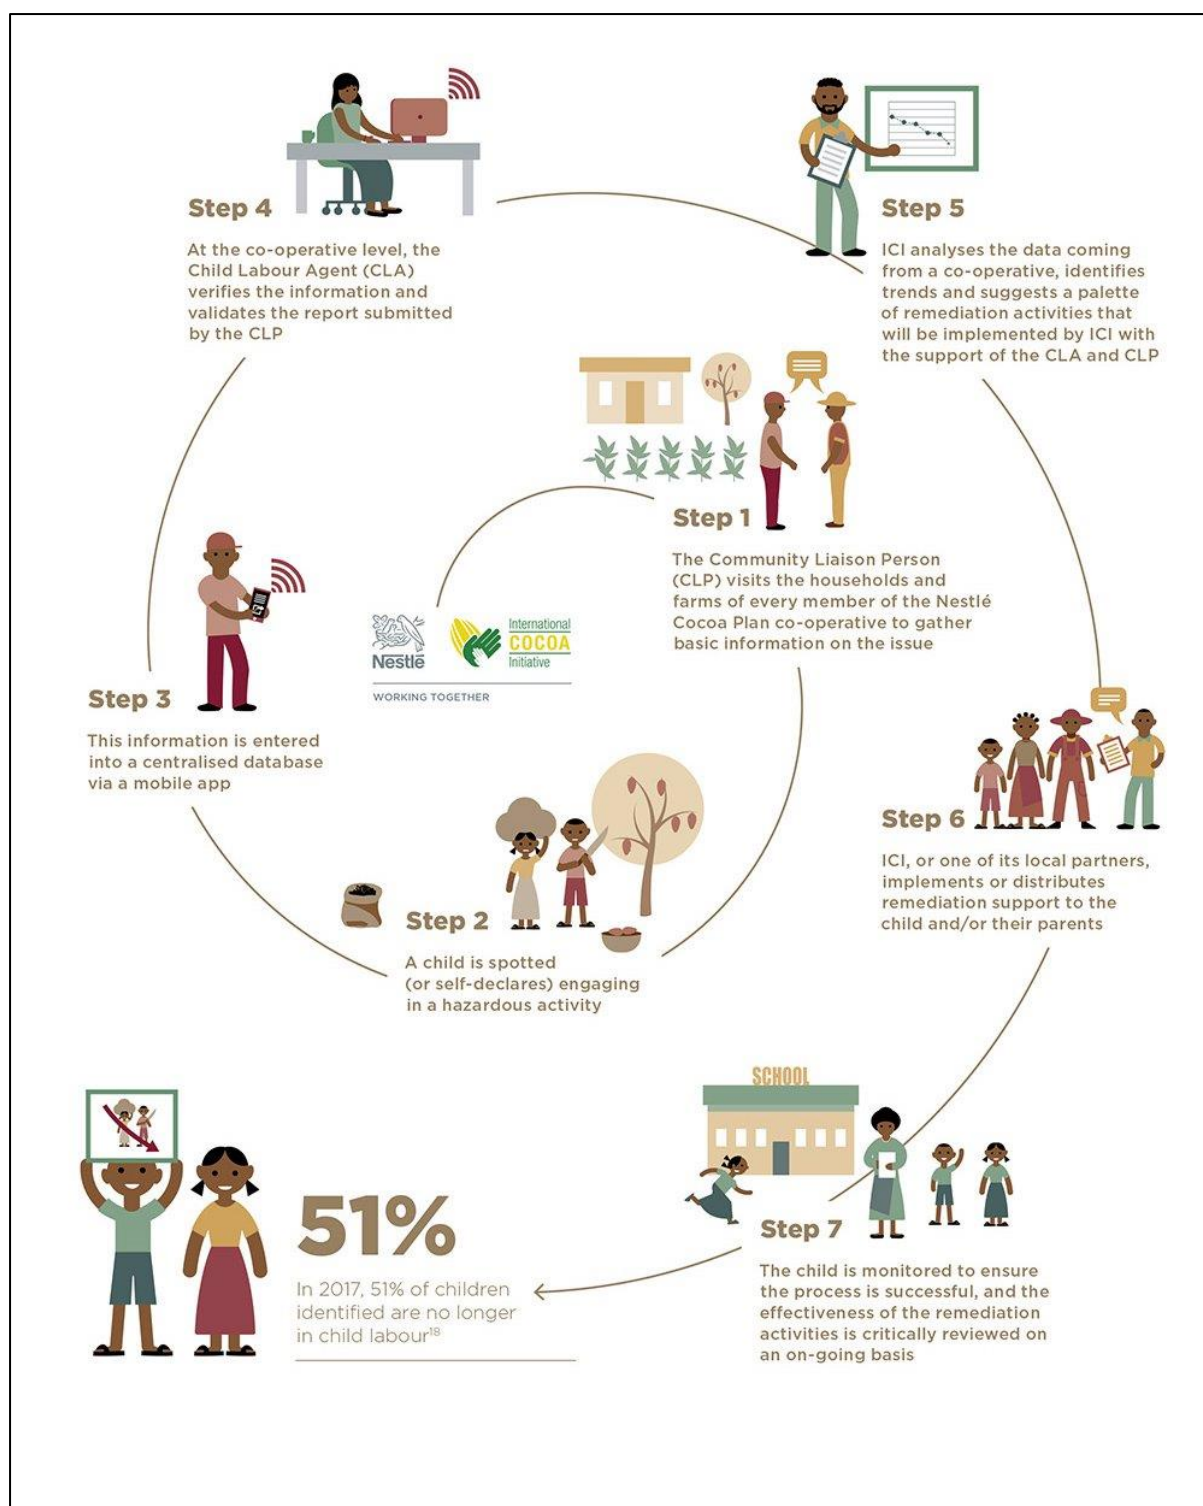 Step 4
At the co-operative level, the
Child Labour Agent (CLA)
verifies the information and
validates the report submitted
by the CLP
Step 5
ICI analyses the data coming
from a co-operative, identifies
trends and suggests a palette
of remediation activities that
will be implemented by ICI with
the support of the CLA and CLP
Step 1
The Community Liaison Person
(CLP) visits the households and
farms of every member of the Nestlé
Cocoa Plan co-operative to gather
basic information on the issue
Nestlé
International
COCOA
Initiative
WORKING TOGETHER
Step 3
This information is entered
into a centralised database
via a mobile app
Step 2
A child is spotted
(or self-declares) engaging
in a hazardous activity
Step 6
ICI, or one of its local partners,
implements or distributes
remediation support to the
child and/or their parents
SCHOOL
Step 7
The child is monitored to ensure
the process is successful, and the
effectiveness of the remediation
activities is critically reviewed on
an on-going basis
51%
In 2017, 51% of children
identified are no longer
in child labour18